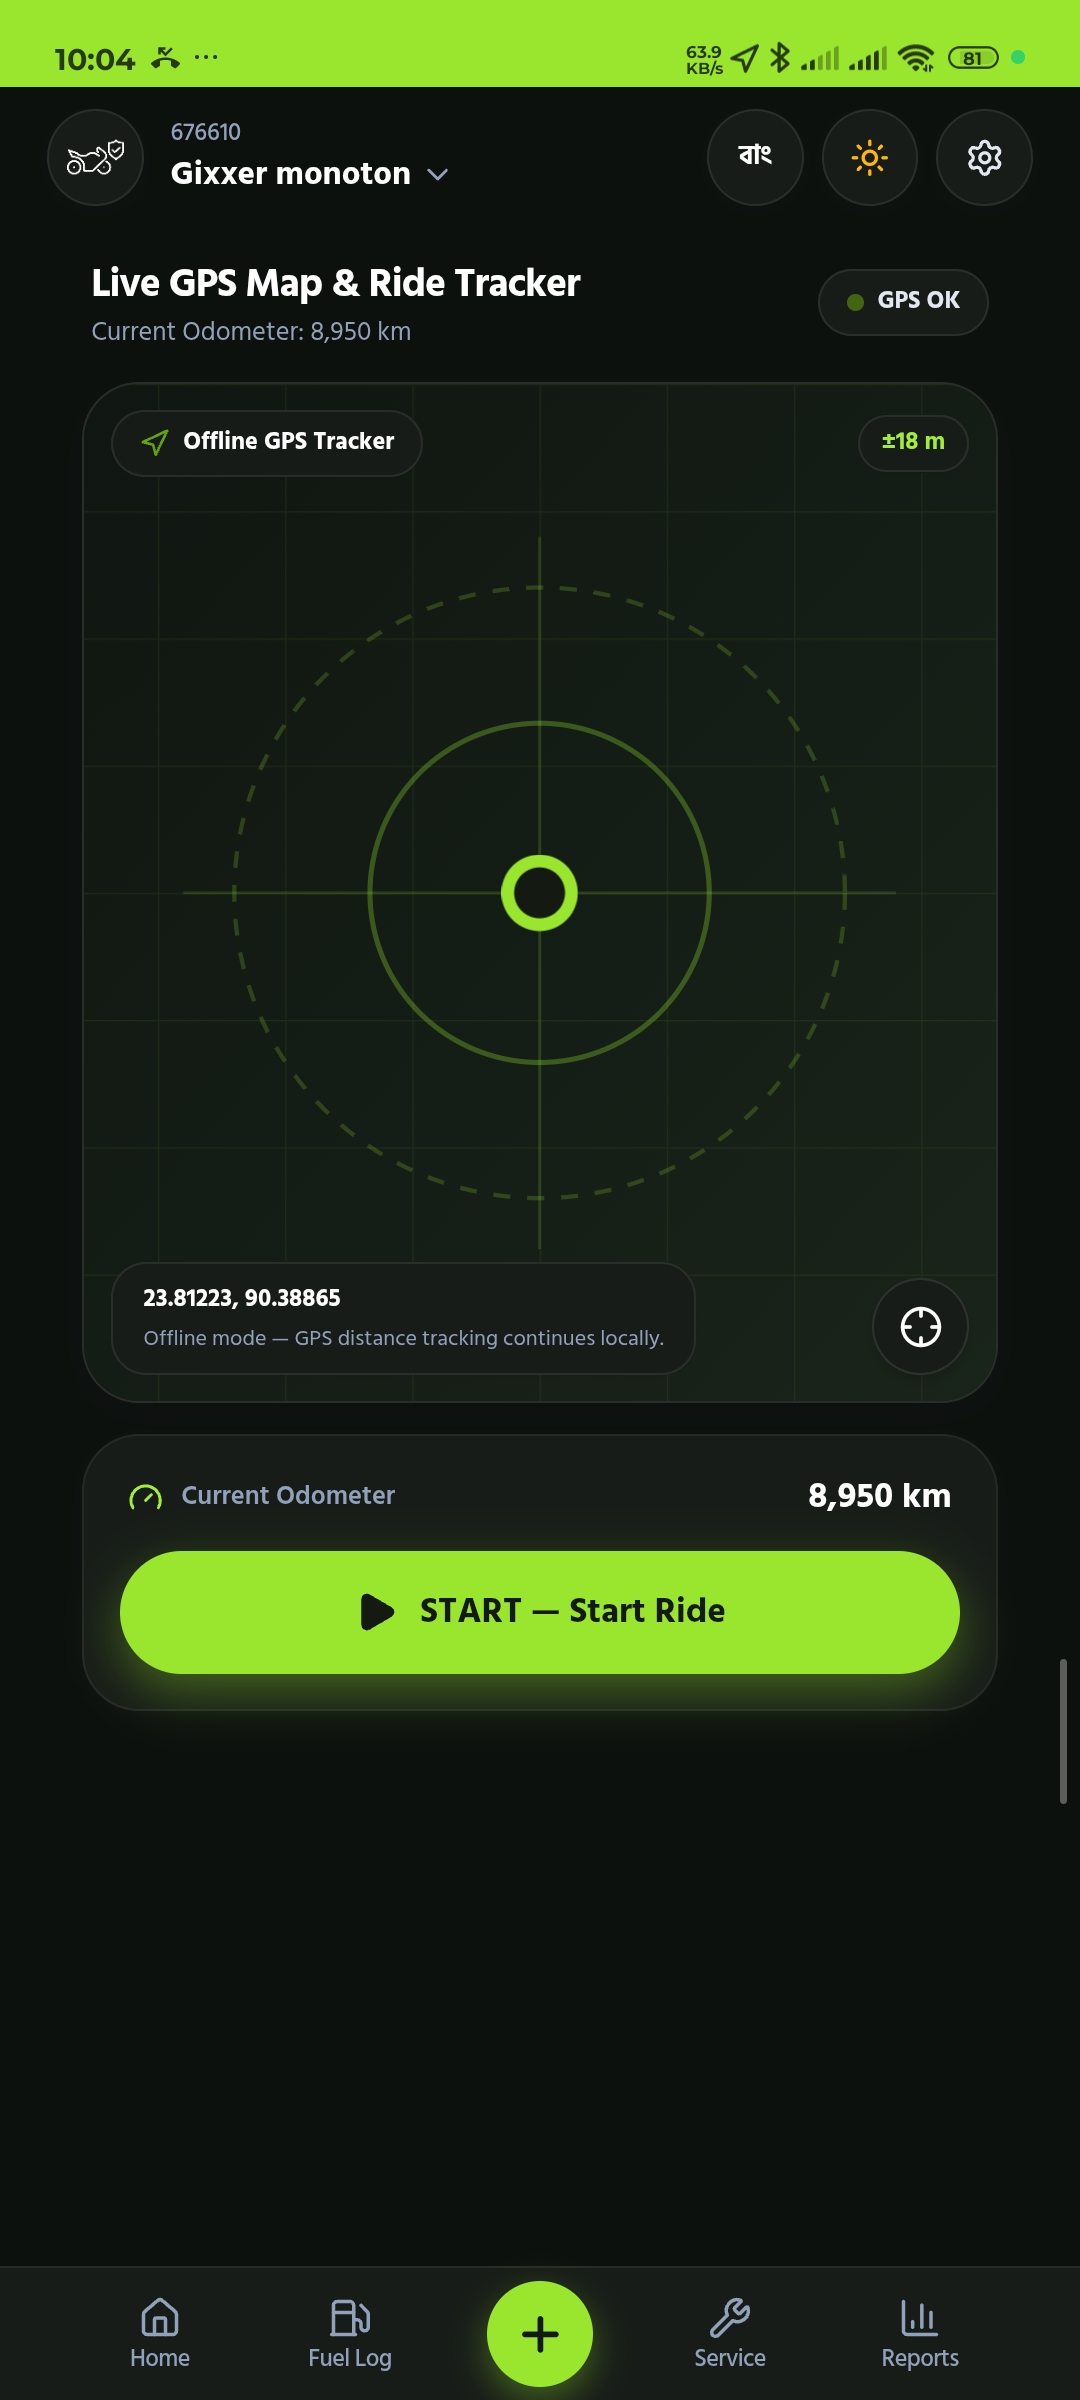 10:04
63.9
KB/s
81
676610
Gixxer monoton
বাং
Live GPS Map & Ride Tracker
Current Odometer: 8,950 km
GPS OK
Offline GPS Tracker
±18 m
23.81223, 90.38865
Offline mode — GPS distance tracking continues locally.
Current Odometer
8,950 km
START — Start Ride
Home
Fuel Log
Service
Reports